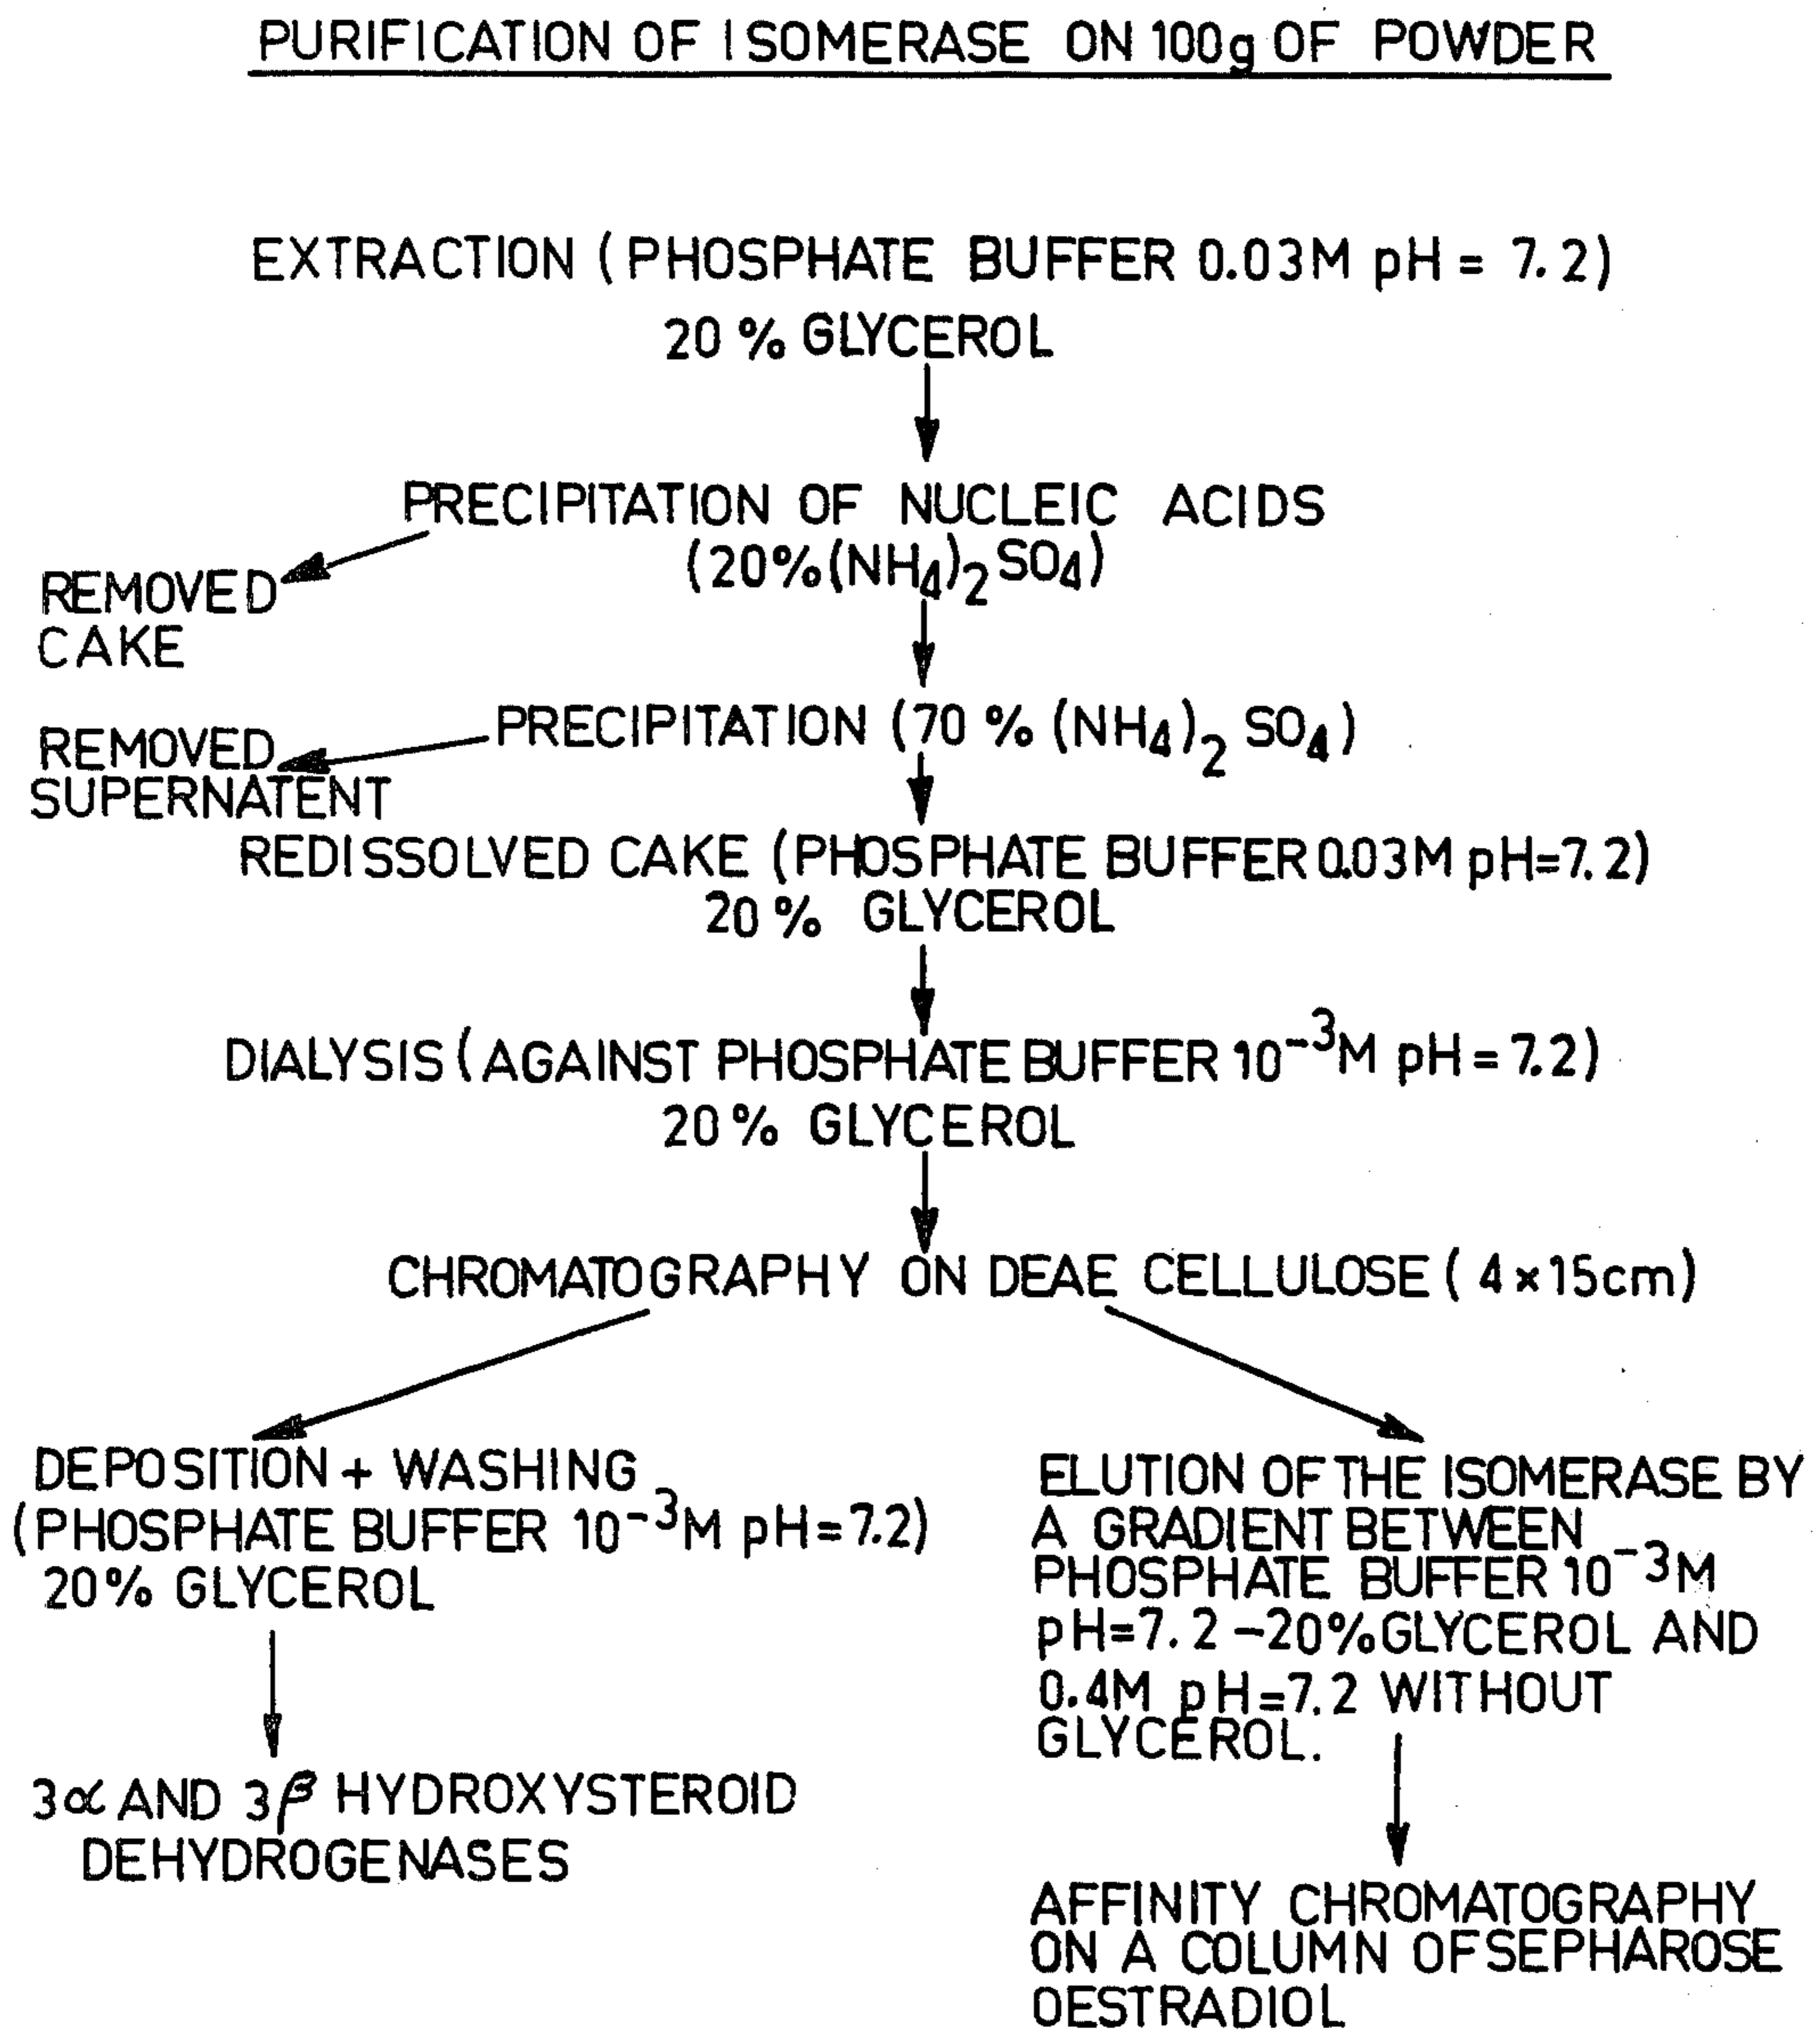 PURIFICATION OF ISOMERASE ON 100g OF POWDER
EXTRACTION (PHOSPHATE BUFFER 0.03M pH = 7.2)
20 % GLYCEROL
PRECIPITATION OF NUCLEIC ACIDS
(20%(NH4)2 SO4)
REMOVED
CAKE
PRECIPITATION (70 % (NH4)2 SO4)
REMOVED
SUPERNATENT
REDISSOLVED CAKE (PHOSPHATE BUFFER 0.03M pH=7.2)
20 % GLYCEROL
DIALYSIS (AGAINST PHOSPHATE BUFFER 10⁻³M pH = 7.2)
20 % GLYCEROL
CHROMATOGRAPHY ON DEAE CELLULOSE ( 4 × 15cm)
DEPOSITION + WASHING
(PHOSPHATE BUFFER 10⁻³M pH = 7.2)
20% GLYCEROL
3α AND 3β HYDROXYSTEROID
DEHYDROGENASES
ELUTION OF THE ISOMERASE BY
A GRADIENT BETWEEN
PHOSPHATE BUFFER 10⁻³M
pH=7.2 –20% GLYCEROL AND
0.4M pH=7.2 WITHOUT
GLYCEROL.
AFFINITY CHROMATOGRAPHY
ON A COLUMN OF SEPHAROSE
OESTRADIOL